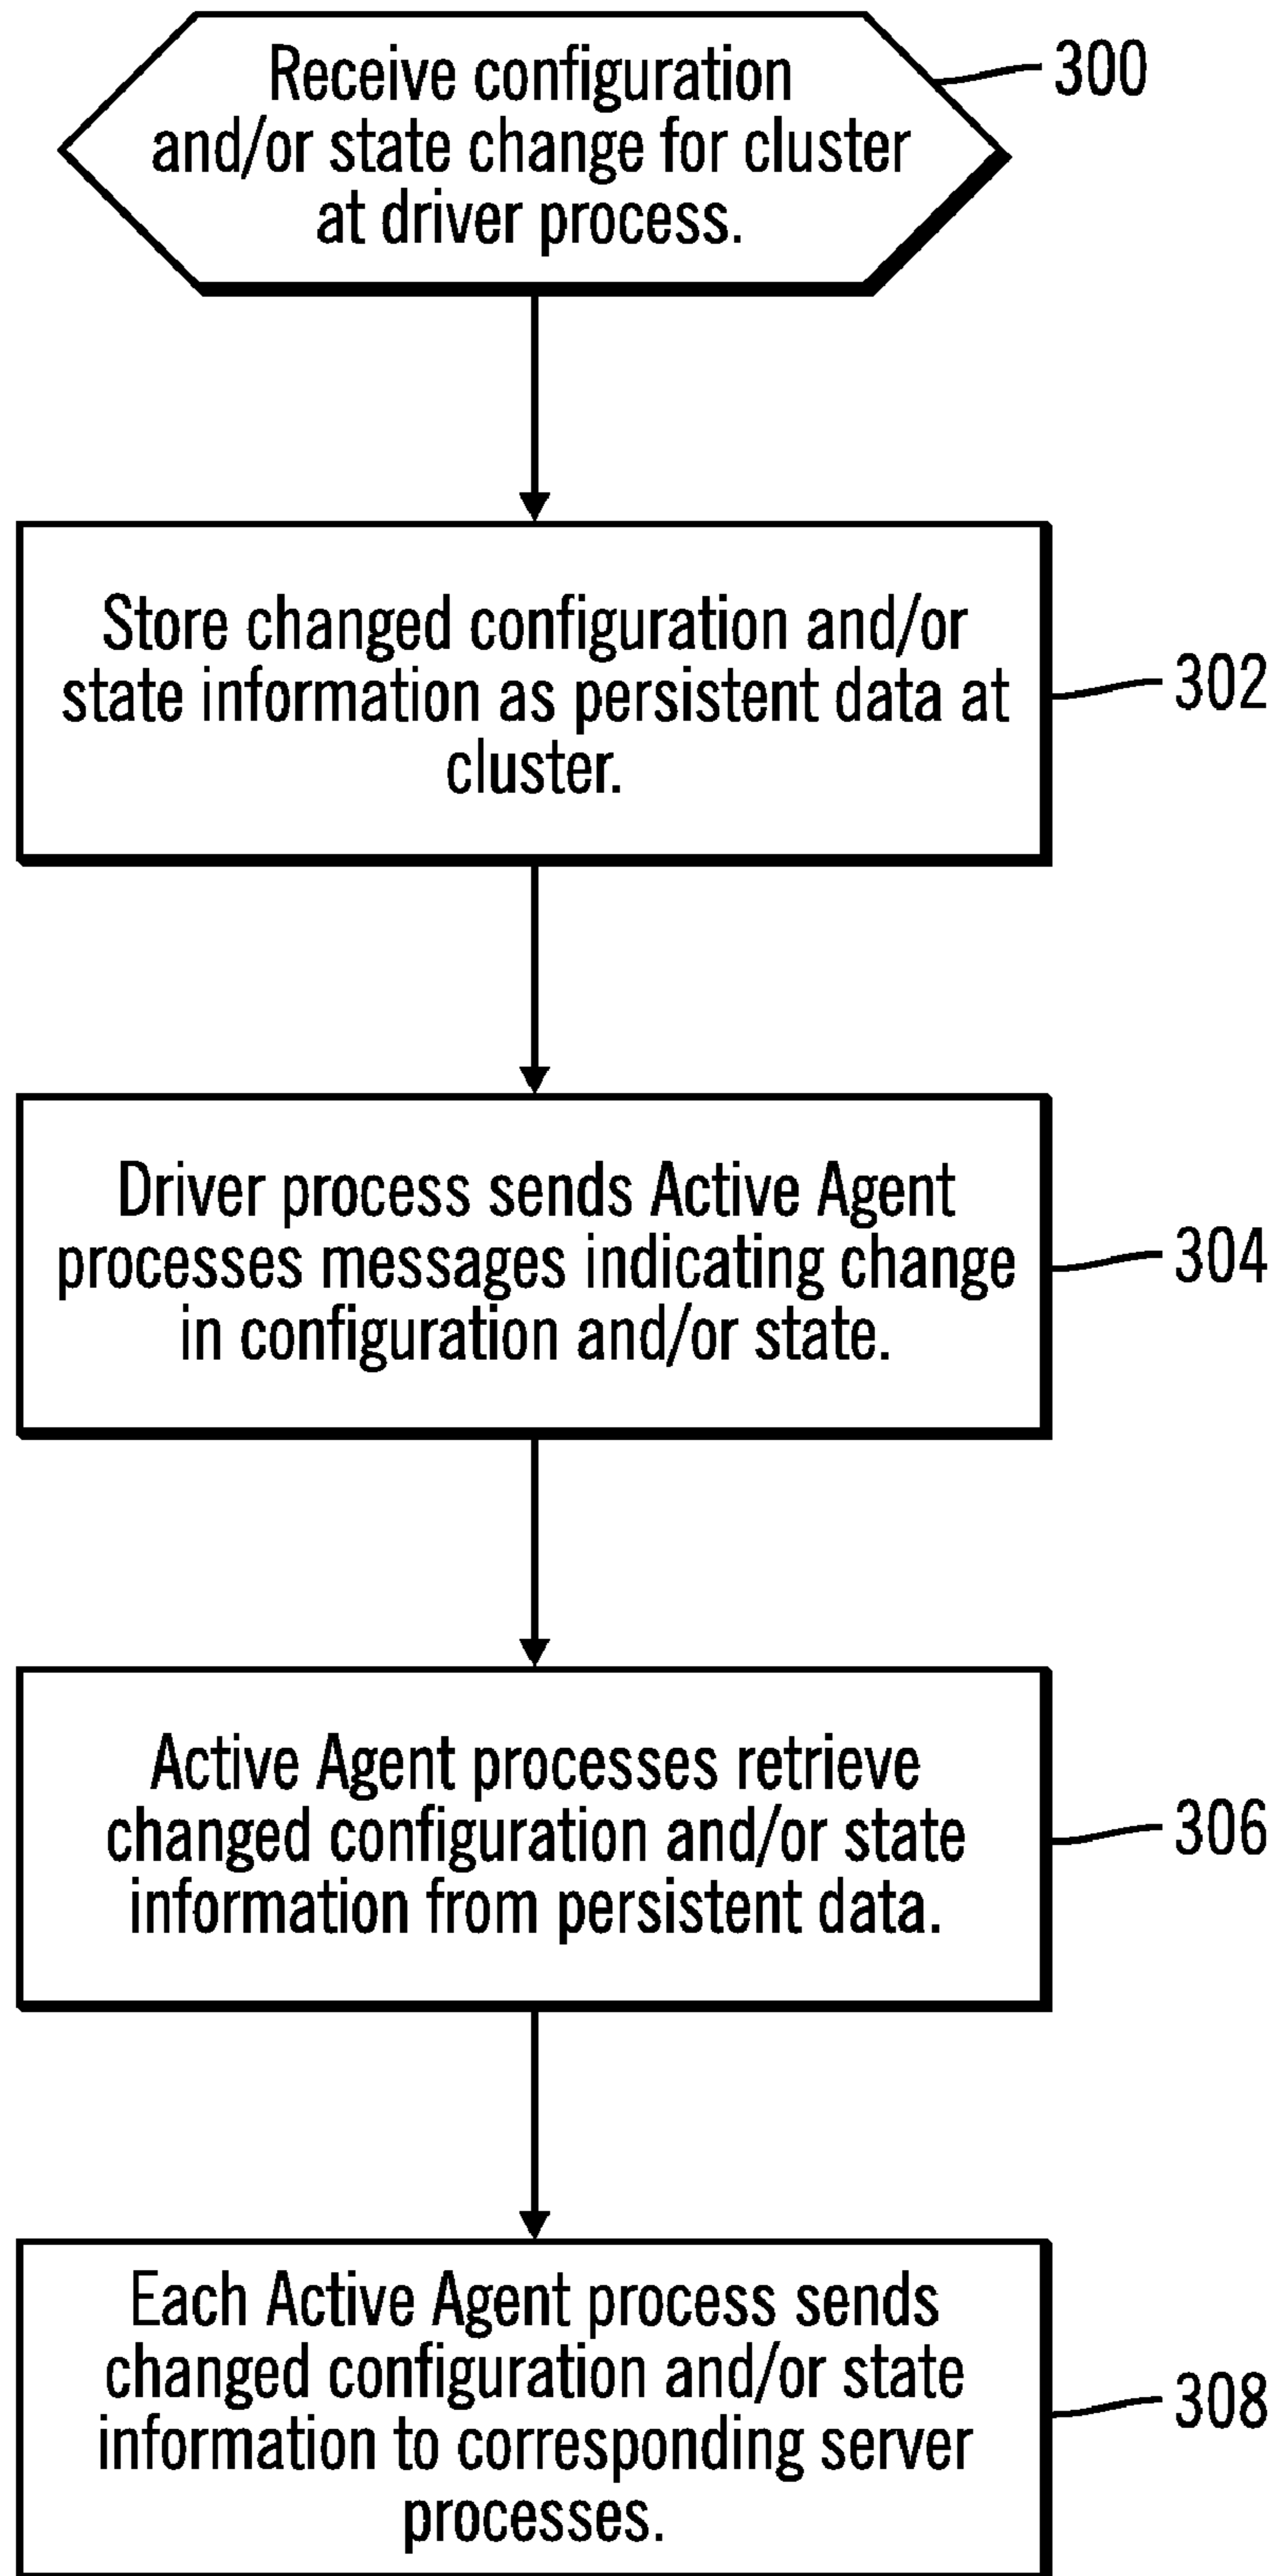 Receive configuration
and/or state change for cluster
at driver process.
300
Store changed configuration and/or
state information as persistent data at
cluster.
302
Driver process sends Active Agent
processes messages indicating change
in configuration and/or state.
304
Active Agent processes retrieve
changed configuration and/or state
information from persistent data.
306
Each Active Agent process sends
changed configuration and/or state
information to corresponding server
processes.
308